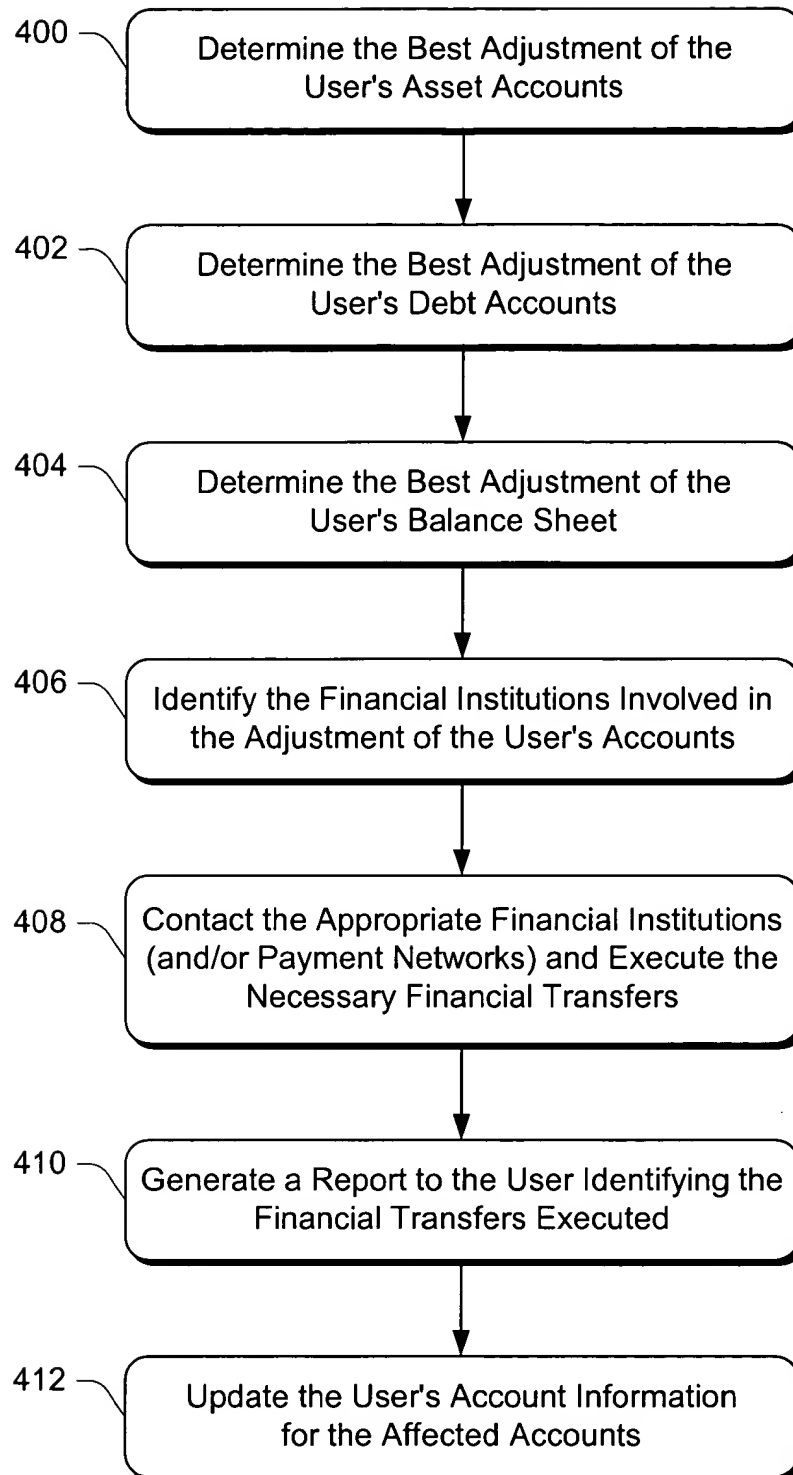 400
Determine the Best Adjustment of the
User's Asset Accounts
402
Determine the Best Adjustment of the
User's Debt Accounts
404
Determine the Best Adjustment of the
User's Balance Sheet
406
Identify the Financial Institutions Involved in
the Adjustment of the User's Accounts
408
Contact the Appropriate Financial Institutions
(and/or Payment Networks) and Execute the
Necessary Financial Transfers
410
Generate a Report to the User Identifying the
Financial Transfers Executed
412
Update the User's Account Information
for the Affected Accounts